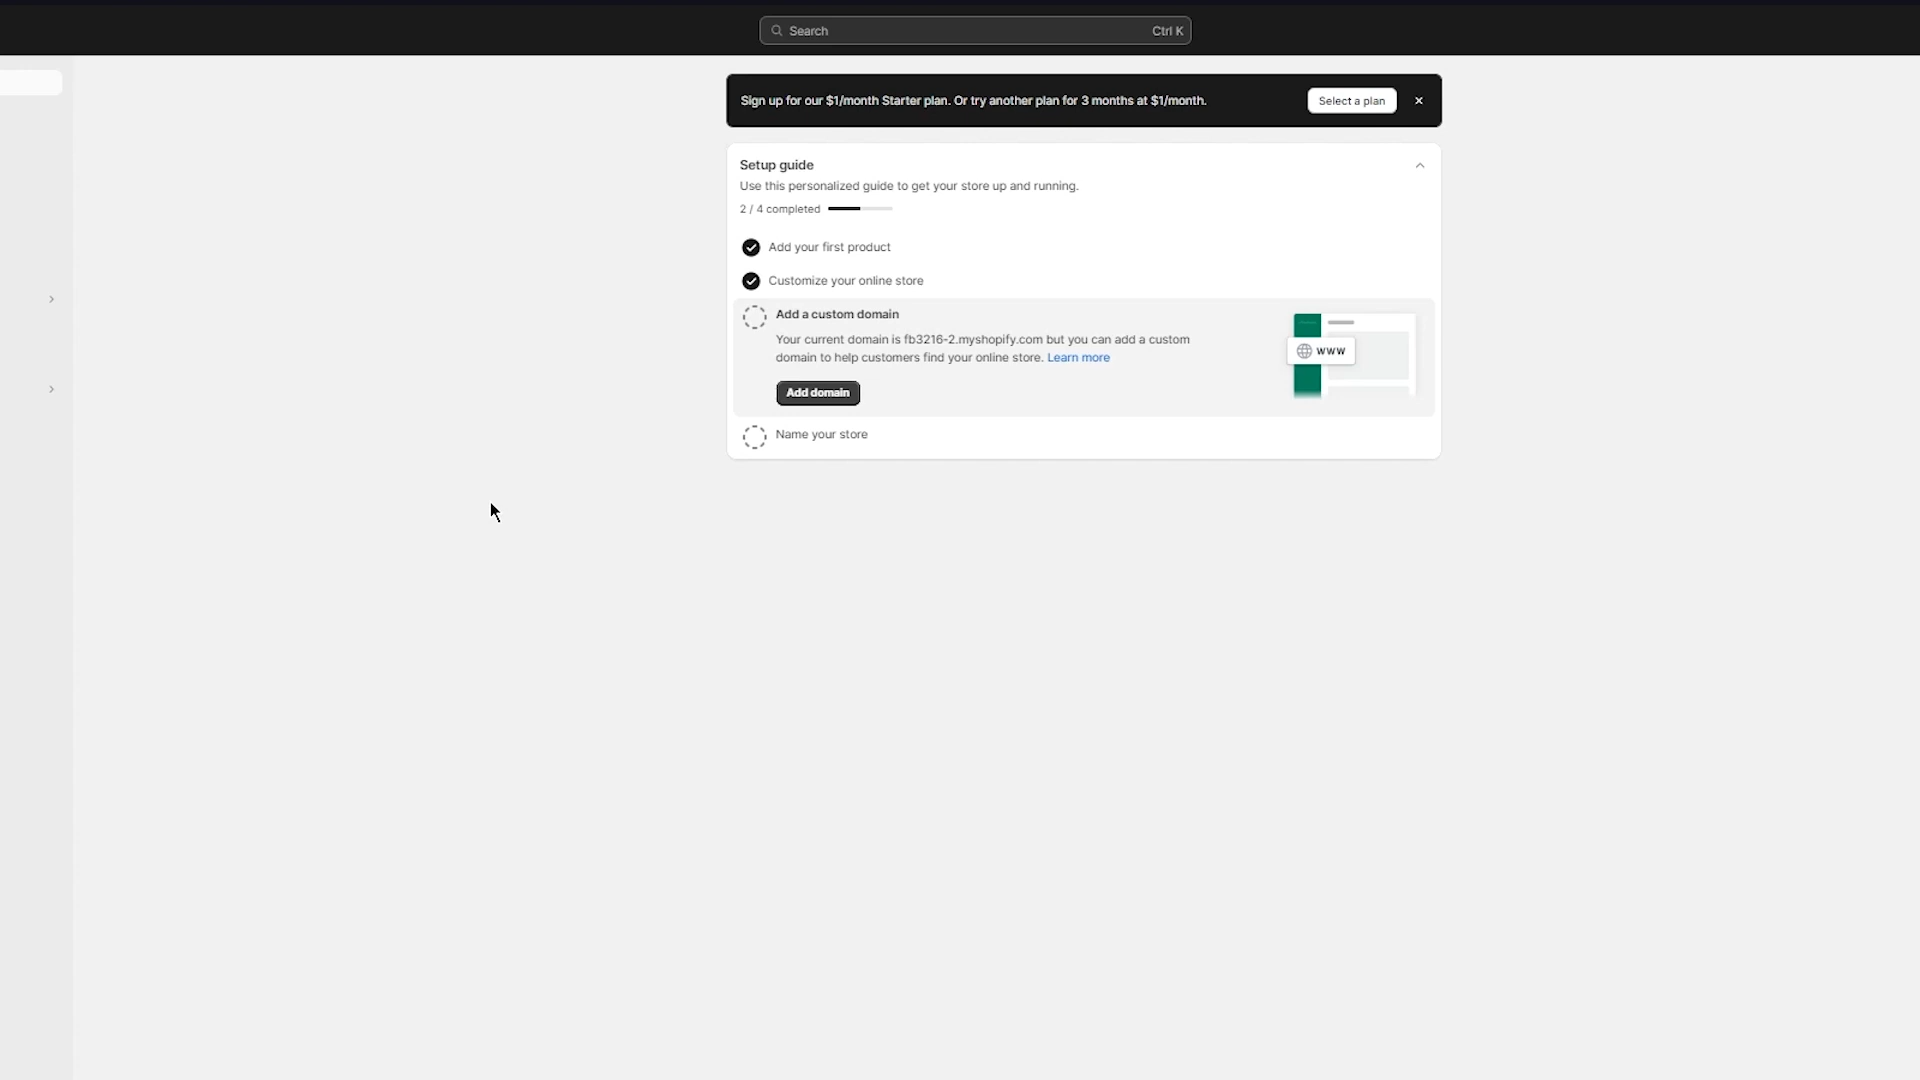 Search Ctrl K
Sign up for our $1/month Starter plan. Or try another plan for 3 months at $1/month. Select a plan
Setup guide
Use this personalized guide to get your store up and running.
2 / 4 completed
Add your first product
Customize your online store
Add a custom domain
Your current domain is fb3216-2.myshopify.com but you can add a custom
domain to help customers find your online store. Learn more
WWW
Add domain
Name your store